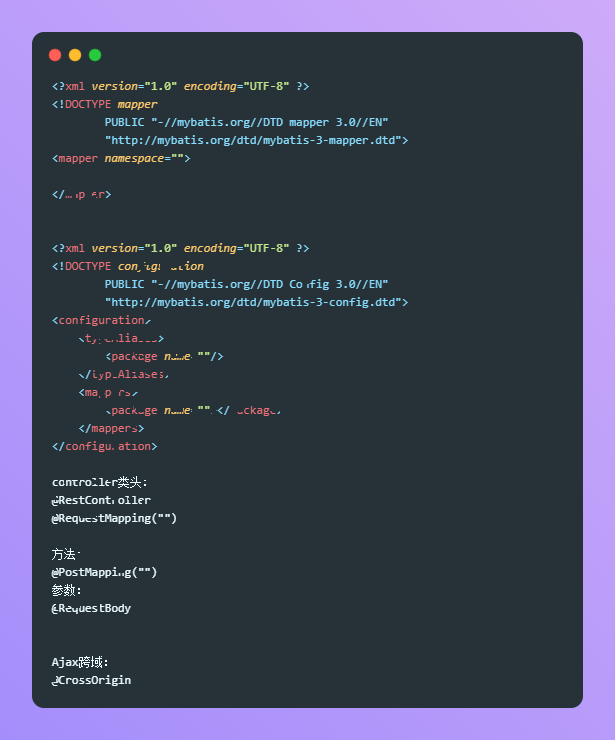 <?xml version="1.0" encoding="UTF-8" ?>
<!DOCTYPE mapper
PUBLIC "-//mybatis.org//DTD mapper 3.0//EN"
"http://mybatis.org/dtd/mybatis-3-mapper.dtd">
<mapper namespace="">
</mapper>
<?xml version="1.0" encoding="UTF-8" ?>
<!DOCTYPE configuration
PUBLIC "-//mybatis.org//DTD Config 3.0//EN"
"http://mybatis.org/dtd/mybatis-3-config.dtd">
<configuration>
<typeAliases>
<package name=""/>
</typeAliases>
<mappers>
<package name=""></package>
</mappers>
</configuration>
controller类头:
@RestController
@RequestMapping("")
方法:
@PostMapping("")
参数:
@RequestBody
Ajax跨域:
@CrossOrigin